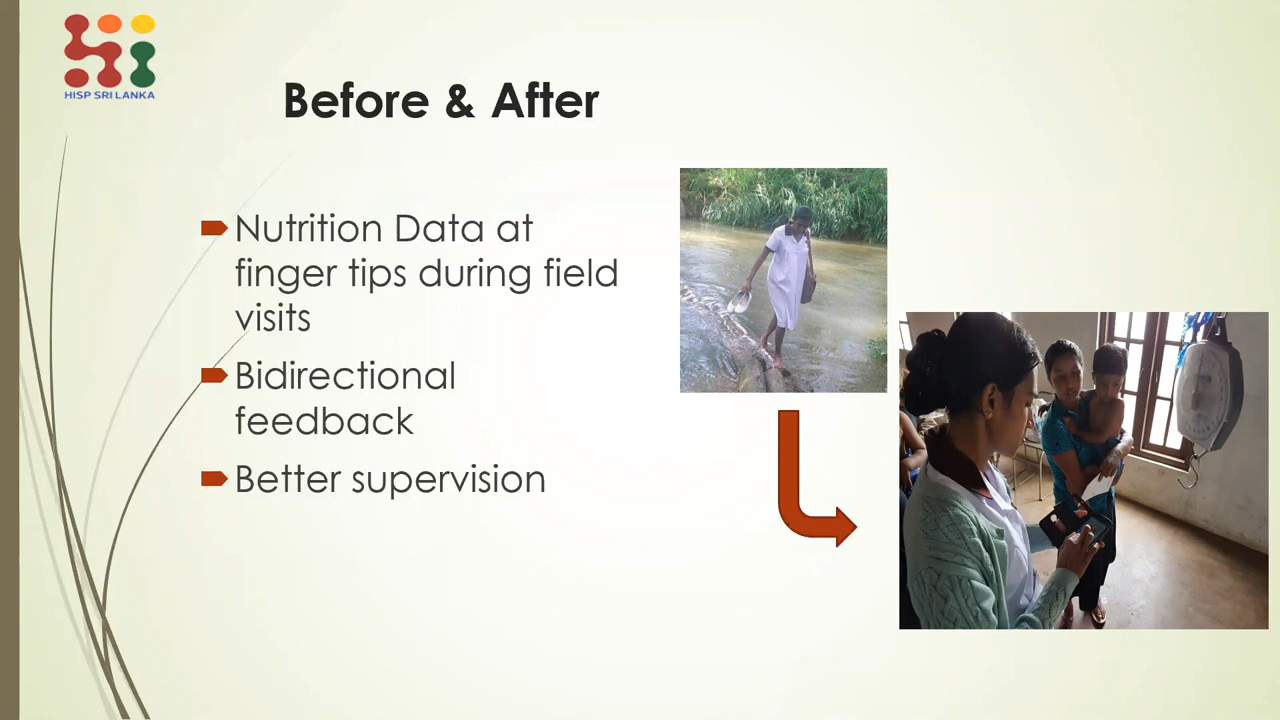 HISP SRI LANKA
Before & After
Nutrition Data at
finger tips during field
visits
Bidirectional
feedback
Better supervision